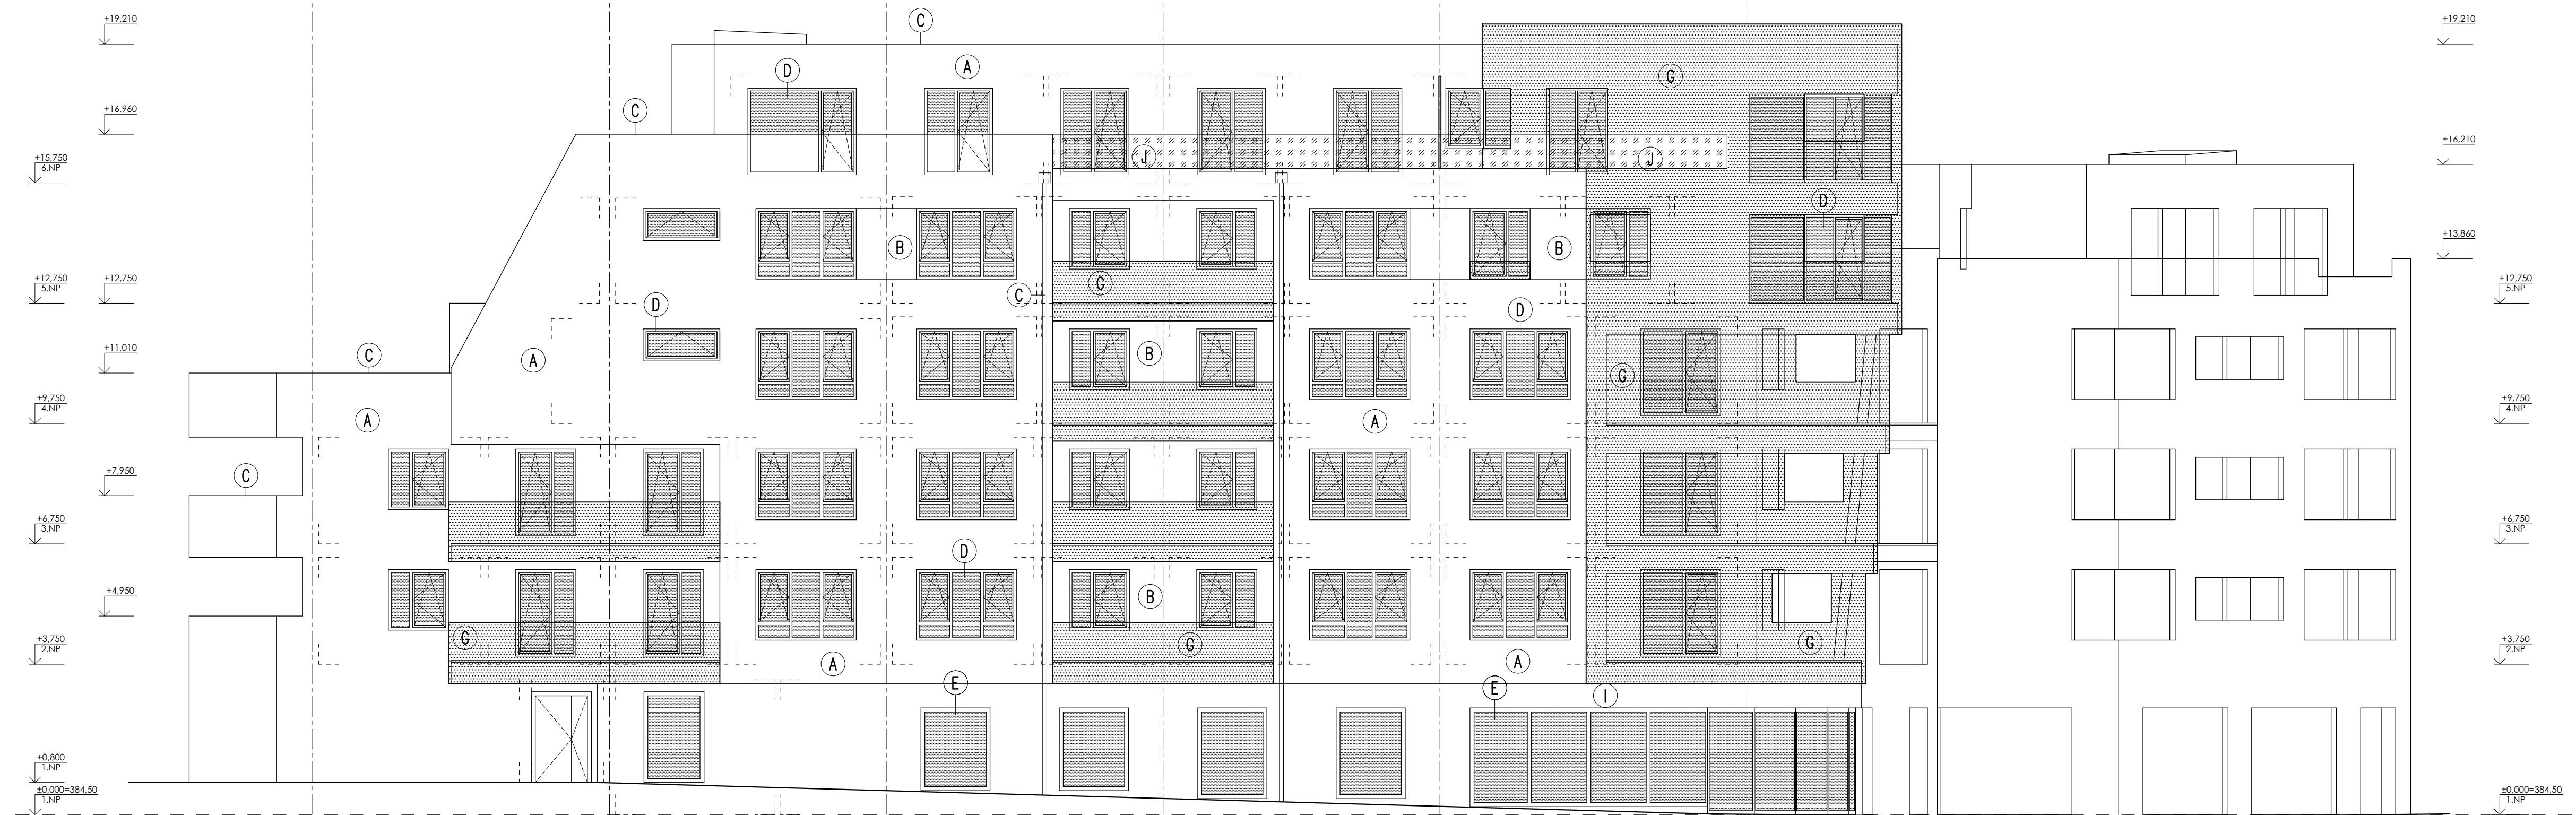 +19,210
C
+19,210
A
D
G
C
+16,960
+16,210
J
J
+15,750
6.NP
D
B
B
+13,860
G
C
+12,750
5.NP
+12,750
D
D
+12,750
5.NP
+11,010
C
A
B
G
+9,750
4.NP
A
A
+9,750
4.NP
+7,950
C
+6,750
3.NP
D
+6,750
3.NP
+4,950
B
+3,750
2.NP
G
A
G
A
G
+3,750
2.NP
E
E
I
+0,800
1.NP
±0,000=384,50
1.NP
±0,000=384,50
1.NP